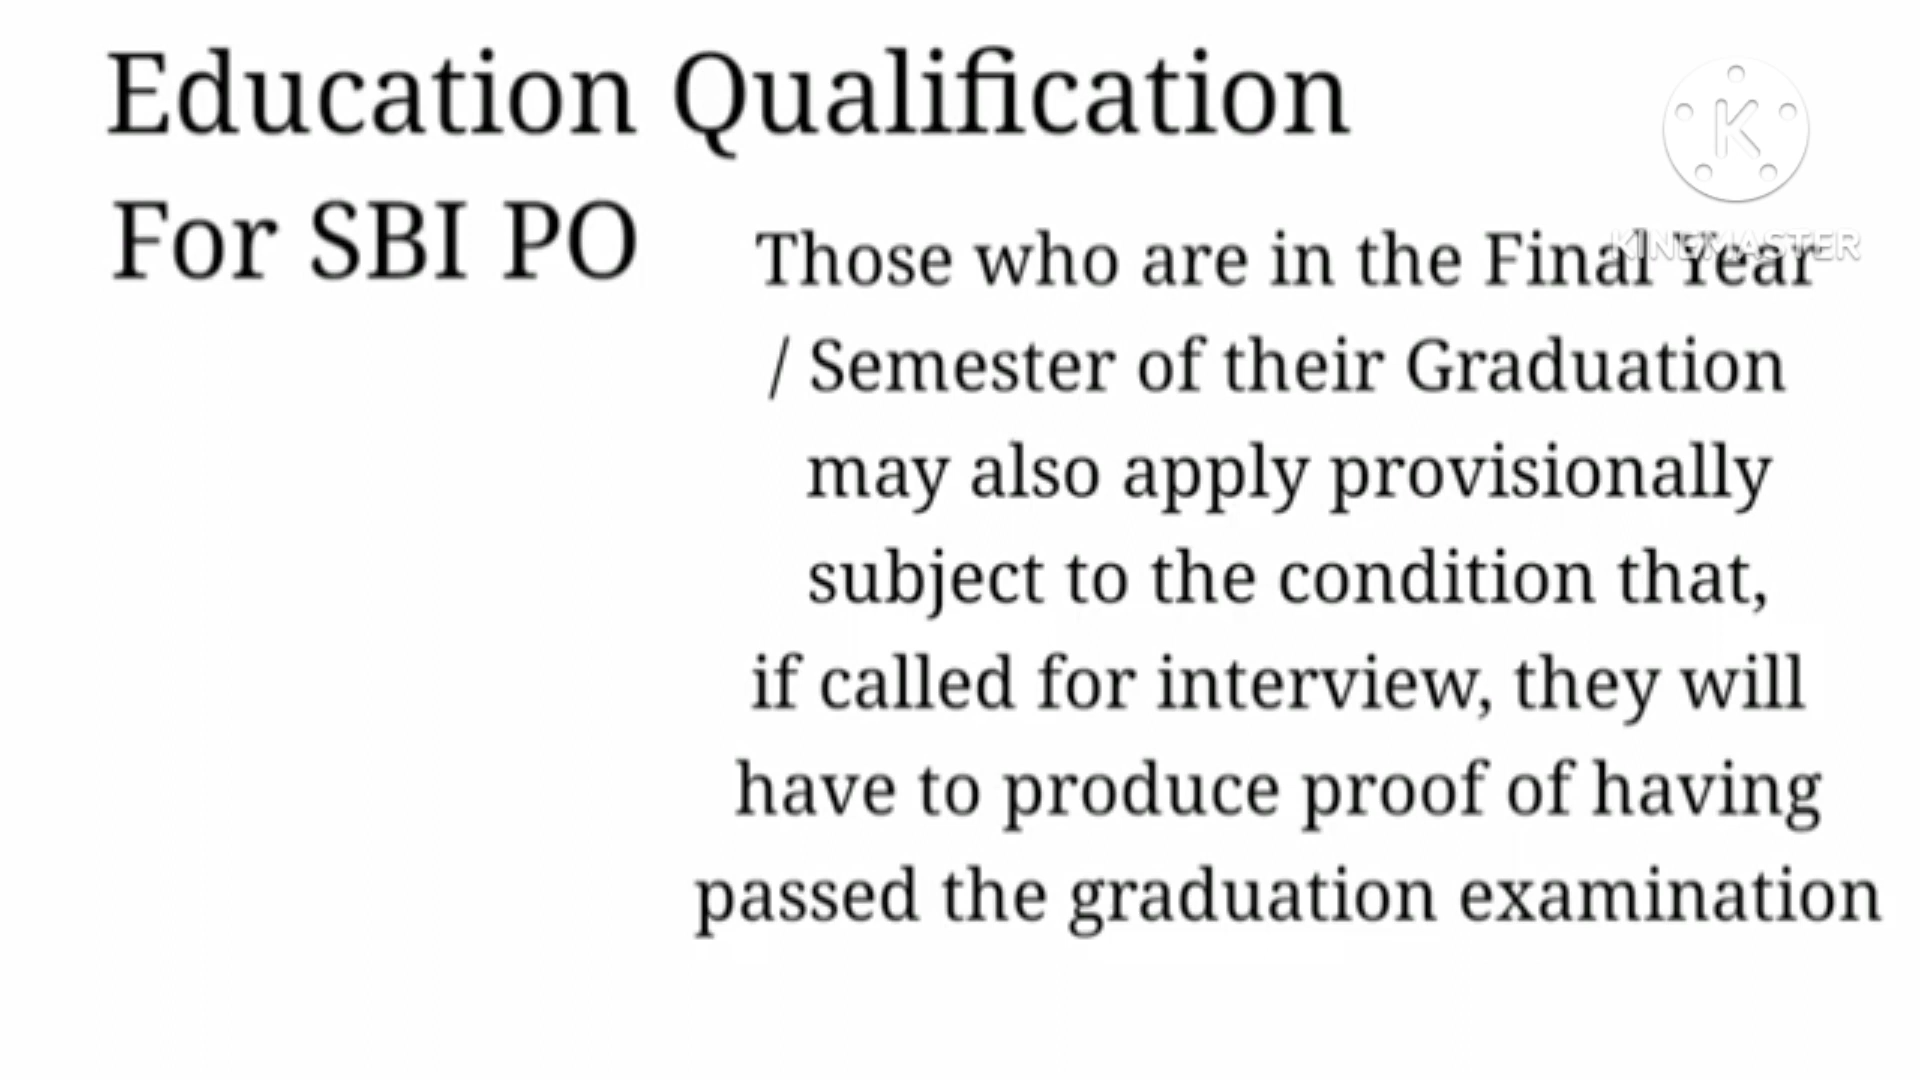 Education Qualification
For SBI PO
Those who are in the Final Year
/ Semester of their Graduation
may also apply provisionally
subject to the condition that,
if called for interview, they will
have to produce proof of having
passed the graduation examination
K
KINEMASTER